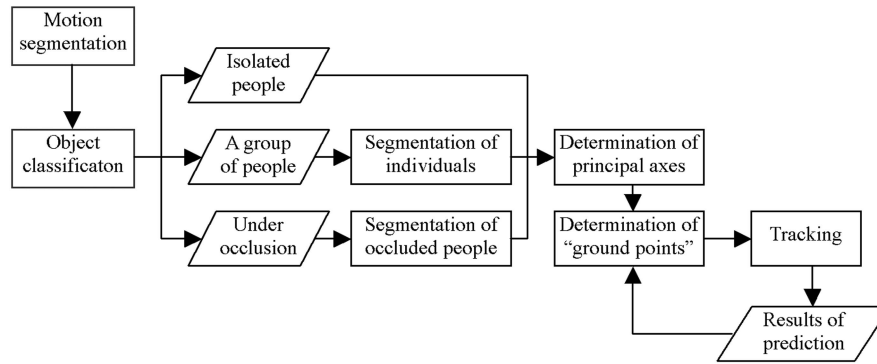 Motion
segmentation
Isolated
people
Object
classificaton
A group
of people
Segmentation of
individuals
Determination of
principal axes
Under
occlusion
Segmentation of
occluded people
Determination of
“ground points”
Tracking
Results of
prediction